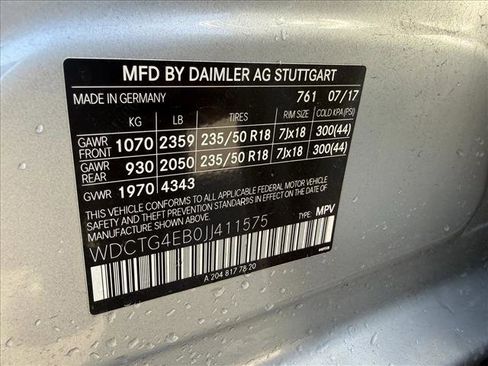 MFD BY DAIMLER AG STUTTGART
MADE IN GERMANY 761 07/17
KG LB TIRES RIM SIZE COLD KPA (PSI)
GAWR FRONT 1070 2359 235/50 R18 7Jx18 300(44)
GAWR REAR 930 2050 235/50 R18 7Jx18 300(44)
GVWR 1970 4343
THIS VEHICLE CONFORMS TO ALL APPLICABLE FEDERAL MOTOR VEHICLE
SAFETY AND THEFT PREVENTION STANDARDS IN EFFECT ON THE DATE OF
MANUFACTURE SHOWN ABOVE. TYPE: MPV
WDCTG4EB0JJ411575
A 204 817 78 20